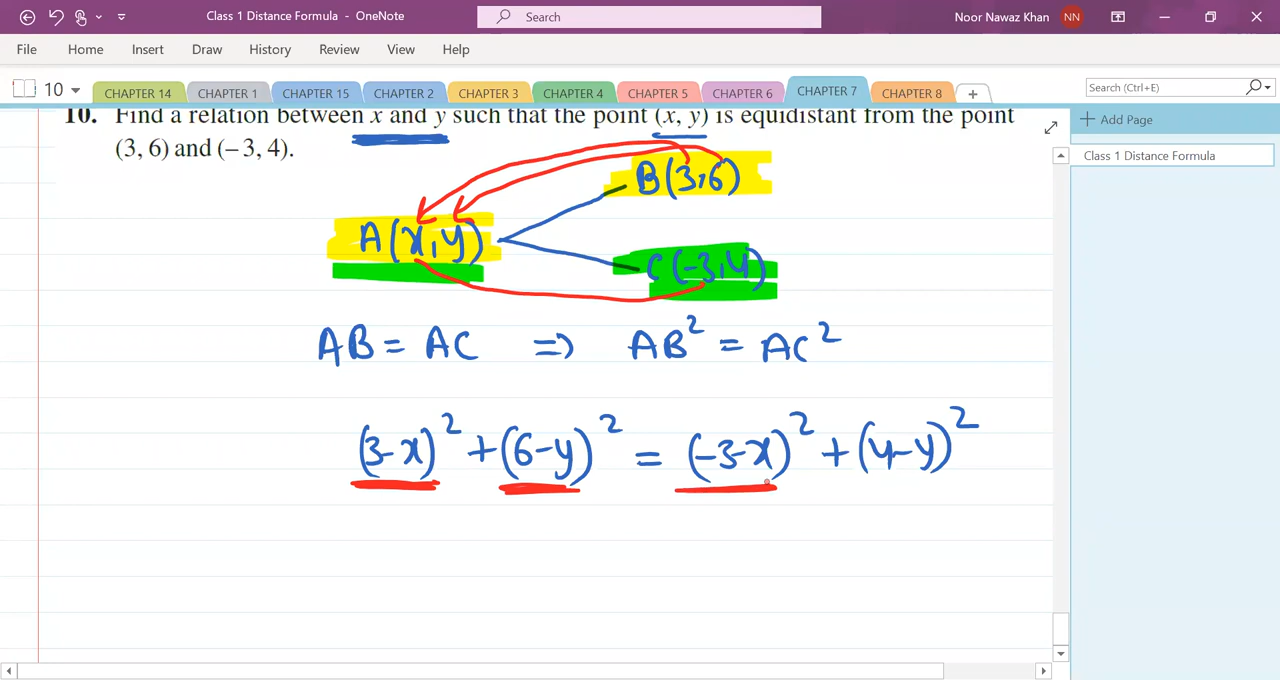 Class 1 Distance Formula - OneNote
Search
Noor Nawaz Khan NN
File Home Insert Draw History Review View Help
10 CHAPTER 14 CHAPTER 1 CHAPTER 15 CHAPTER 2 CHAPTER 3 CHAPTER 4 CHAPTER 5 CHAPTER 6 CHAPTER 7 CHAPTER 8 +
Search (Ctrl+E)
Add Page
Class 1 Distance Formula
10. Find a relation between x and y such that the point (x, y) is equidistant from the point
(3, 6) and (– 3, 4).
B(3,6)
A(x,y)
C(-3,4)
AB = AC ⇒ AB² = AC²
(3-x)² + (6-y)² = (-3-x)² + (4-y)²